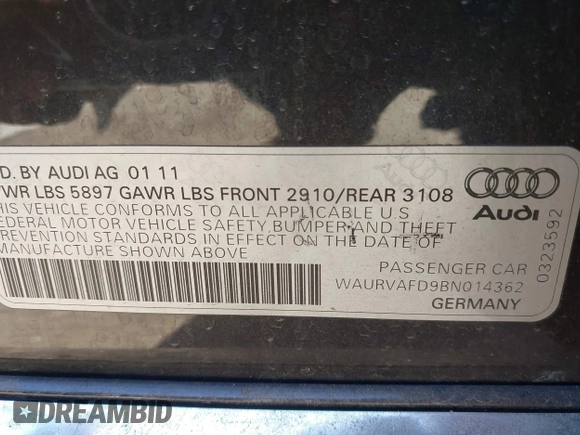 D. BY AUDI AG 01 11
WR LBS 5897 GAWR LBS FRONT 2910/REAR 3108
HIS VEHICLE CONFORMS TO ALL APPLICABLE U.S
EDERAL MOTOR VEHICLE SAFETY, BUMPER AND THEFT
REVENTION STANDARDS IN EFFECT ON THE DATE OF
MANUFACTURE SHOWN ABOVE
Audi
0323592
PASSENGER CAR
WAURVAFD9BN014362
GERMANY
DREAMBID